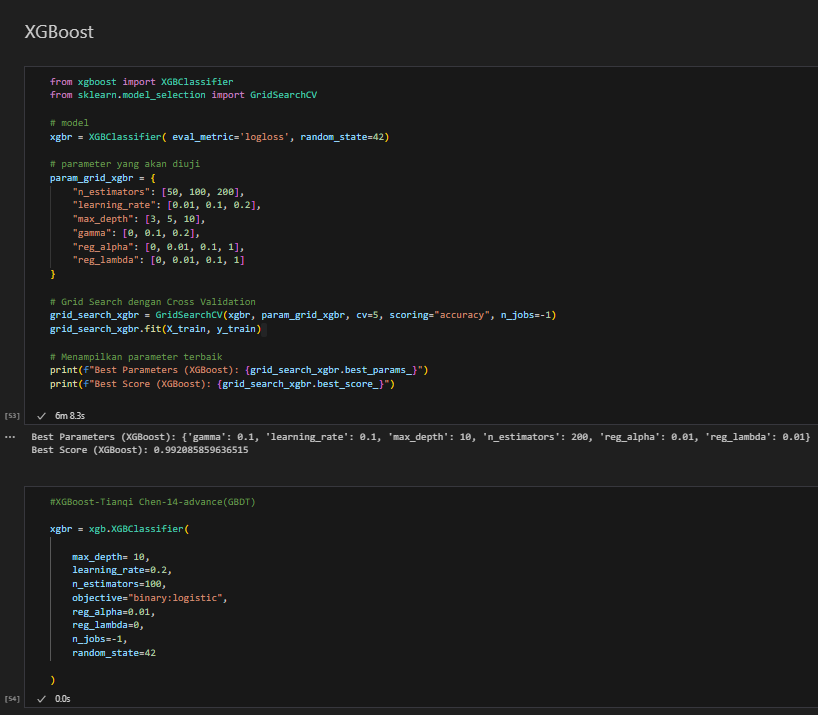 XGBoost
from xgboost import XGBClassifier
from sklearn.model_selection import GridSearchCV
# model
xgbr = XGBClassifier( eval_metric='logloss', random_state=42)
# parameter yang akan diuji
param_grid_xgbr = {
    "n_estimators": [50, 100, 200],
    "learning_rate": [0.01, 0.1, 0.2],
    "max_depth": [3, 5, 10],
    "gamma": [0, 0.1, 0.2],
    "reg_alpha": [0, 0.01, 0.1, 1],
    "reg_lambda": [0, 0.01, 0.1, 1]
}
# Grid Search dengan Cross Validation
grid_search_xgbr = GridSearchCV(xgbr, param_grid_xgbr, cv=5, scoring="accuracy", n_jobs=-1)
grid_search_xgbr.fit(X_train, y_train)
# Menampilkan parameter terbaik
print(f"Best Parameters (XGBoost): {grid_search_xgbr.best_params_}")
print(f"Best Score (XGBoost): {grid_search_xgbr.best_score_}")
[53] ✓ 6m 8.3s
... Best Parameters (XGBoost): {'gamma': 0.1, 'learning_rate': 0.1, 'max_depth': 10, 'n_estimators': 200, 'reg_alpha': 0.01, 'reg_lambda': 0.01}
Best Score (XGBoost): 0.992085859636515
#XGBoost-Tianqi Chen-14-advance(GBDT)
xgbr = xgb.XGBClassifier(
    max_depth= 10,
    learning_rate=0.2,
    n_estimators=100,
    objective="binary:logistic",
    reg_alpha=0.01,
    reg_lambda=0,
    n_jobs=-1,
    random_state=42
)
[54] ✓ 0.0s